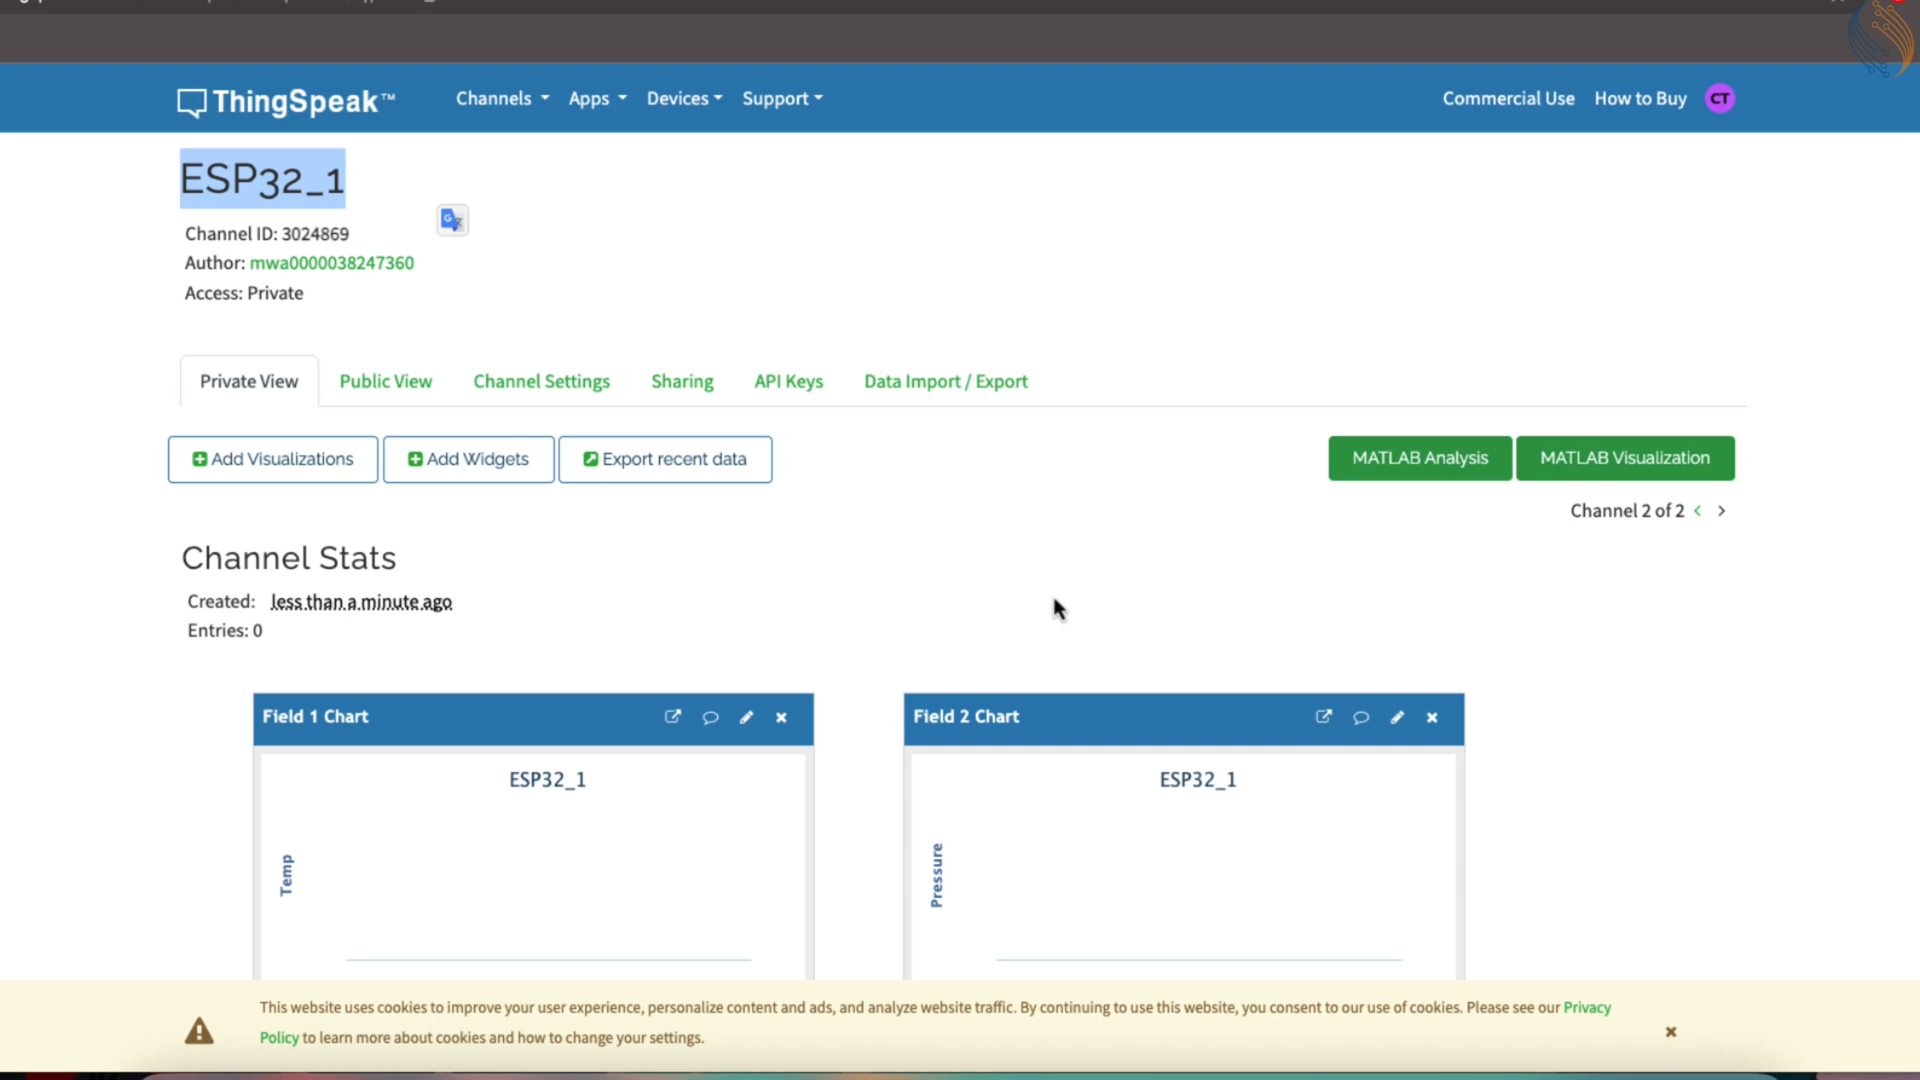 ThingSpeak™ Channels Apps Devices Support Commercial Use How to Buy CT
ESP32_1
Channel ID: 3024869
Author: mwa0000038247360
Access: Private
Private View Public View Channel Settings Sharing API Keys Data Import / Export
Add Visualizations Add Widgets Export recent data MATLAB Analysis MATLAB Visualization
Channel 2 of 2 < >
Channel Stats
Created: less than a minute ago
Entries: 0
Field 1 Chart
ESP32_1
Temp
Field 2 Chart
ESP32_1
Pressure
This website uses cookies to improve your user experience, personalize content and ads, and analyze website traffic. By continuing to use this website, you consent to our use of cookies. Please see our Privacy
Policy to learn more about cookies and how to change your settings.